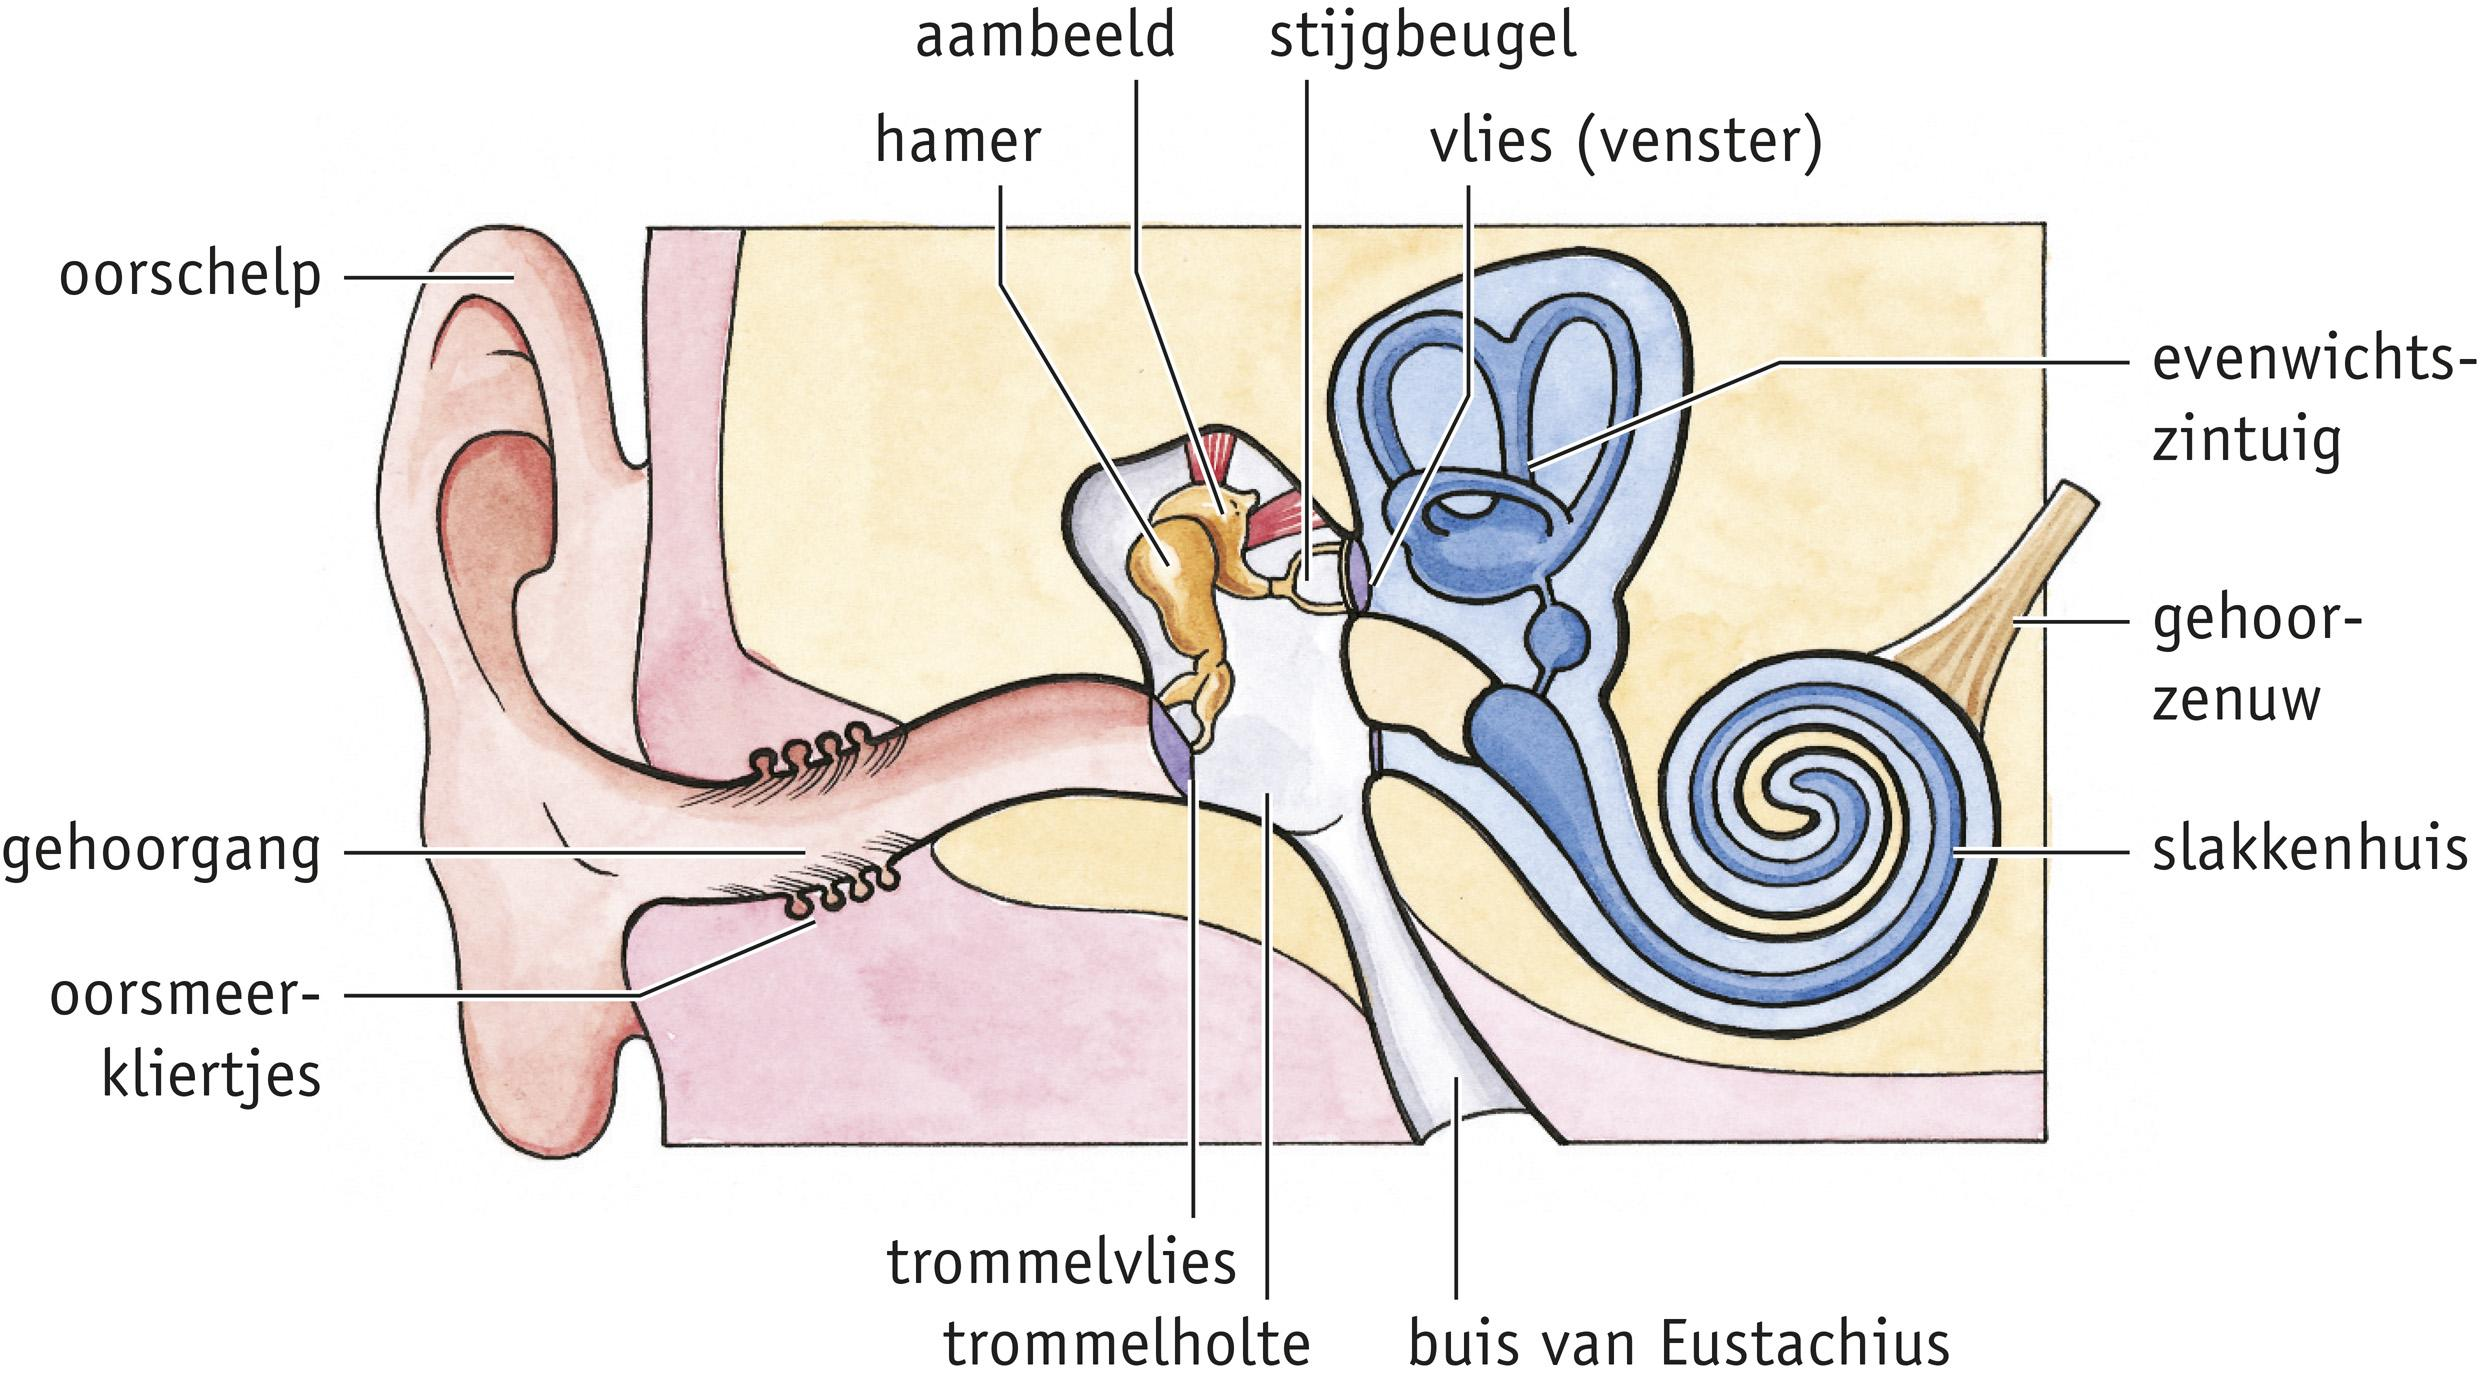 aambeeld
stijgbeugel
hamer
vlies (venster)
oorschelp
evenwichts-
zintuig
gehoor-
zenuw
gehoorgang
slakkenhuis
oorsmeer-
kliertjes
trommelvlies
trommelholte
buis van Eustachius